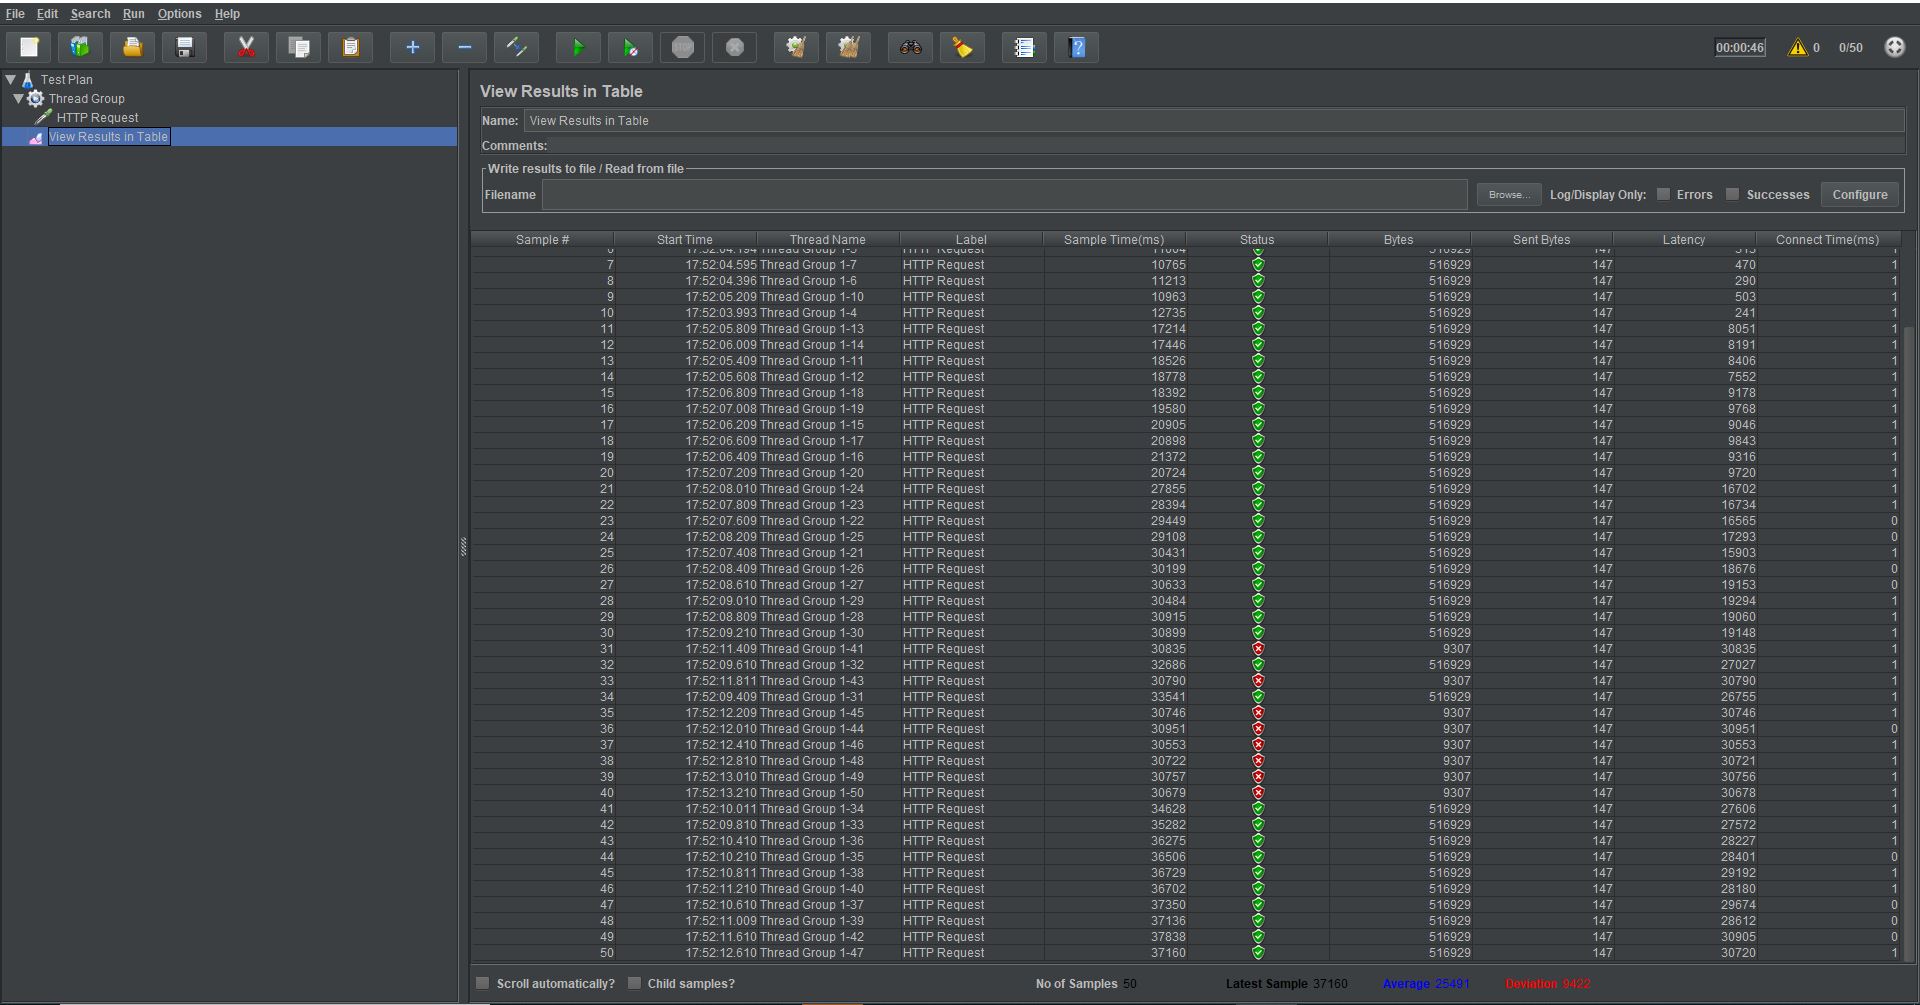 File Edit Search Run Options Help
STOP
00:00:46 0 0/50
Test Plan
Thread Group
HTTP Request
View Results in Table
View Results in Table
Name: View Results in Table
Comments:
Write results to file / Read from file
Filename Browse... Log/Display Only: Errors Successes Configure
Sample # Start Time Thread Name Label Sample Time(ms) Status Bytes Sent Bytes Latency Connect Time(ms)
7 17:52:04.595 Thread Group 1-7 HTTP Request 10765 516929 147 470 1
8 17:52:04.396 Thread Group 1-6 HTTP Request 11213 516929 147 290 1
9 17:52:05.209 Thread Group 1-10 HTTP Request 10963 516929 147 503 1
10 17:52:03.993 Thread Group 1-4 HTTP Request 12735 516929 147 241 1
11 17:52:05.809 Thread Group 1-13 HTTP Request 17214 516929 147 8051 1
12 17:52:06.009 Thread Group 1-14 HTTP Request 17446 516929 147 8191 1
13 17:52:05.409 Thread Group 1-11 HTTP Request 18526 516929 147 8406 1
14 17:52:05.608 Thread Group 1-12 HTTP Request 18778 516929 147 7552 1
15 17:52:06.809 Thread Group 1-18 HTTP Request 18392 516929 147 9178 1
16 17:52:07.008 Thread Group 1-19 HTTP Request 19580 516929 147 9768 1
17 17:52:06.209 Thread Group 1-15 HTTP Request 20905 516929 147 9046 1
18 17:52:06.609 Thread Group 1-17 HTTP Request 20898 516929 147 9843 1
19 17:52:06.409 Thread Group 1-16 HTTP Request 21372 516929 147 9316 1
20 17:52:07.209 Thread Group 1-20 HTTP Request 20724 516929 147 9720 1
21 17:52:08.010 Thread Group 1-24 HTTP Request 27855 516929 147 16702 1
22 17:52:07.809 Thread Group 1-23 HTTP Request 28394 516929 147 16734 1
23 17:52:07.609 Thread Group 1-22 HTTP Request 29449 516929 147 16565 0
24 17:52:08.209 Thread Group 1-25 HTTP Request 29108 516929 147 17293 0
25 17:52:07.408 Thread Group 1-21 HTTP Request 30431 516929 147 15903 1
26 17:52:08.409 Thread Group 1-26 HTTP Request 30199 516929 147 18676 0
27 17:52:08.610 Thread Group 1-27 HTTP Request 30633 516929 147 19153 0
28 17:52:09.010 Thread Group 1-29 HTTP Request 30484 516929 147 19294 1
29 17:52:08.809 Thread Group 1-28 HTTP Request 30915 516929 147 19060 1
30 17:52:09.210 Thread Group 1-30 HTTP Request 30899 516929 147 19148 1
31 17:52:11.409 Thread Group 1-41 HTTP Request 30835 9307 147 30835 1
32 17:52:09.610 Thread Group 1-32 HTTP Request 32686 516929 147 27027 1
33 17:52:11.811 Thread Group 1-43 HTTP Request 30790 9307 147 30790 1
34 17:52:09.409 Thread Group 1-31 HTTP Request 33541 516929 147 26755 1
35 17:52:12.209 Thread Group 1-45 HTTP Request 30746 9307 147 30746 1
36 17:52:12.010 Thread Group 1-44 HTTP Request 30951 9307 147 30951 0
37 17:52:12.410 Thread Group 1-46 HTTP Request 30553 9307 147 30553 1
38 17:52:12.810 Thread Group 1-48 HTTP Request 30722 9307 147 30721 1
39 17:52:13.010 Thread Group 1-49 HTTP Request 30757 9307 147 30756 1
40 17:52:13.210 Thread Group 1-50 HTTP Request 30679 9307 147 30678 1
41 17:52:10.011 Thread Group 1-34 HTTP Request 34628 516929 147 27606 1
42 17:52:09.810 Thread Group 1-33 HTTP Request 35282 516929 147 27572 1
43 17:52:10.410 Thread Group 1-36 HTTP Request 36275 516929 147 28227 1
44 17:52:10.210 Thread Group 1-35 HTTP Request 36506 516929 147 28401 0
45 17:52:10.811 Thread Group 1-38 HTTP Request 36729 516929 147 29192 1
46 17:52:11.210 Thread Group 1-40 HTTP Request 36702 516929 147 28180 1
47 17:52:10.610 Thread Group 1-37 HTTP Request 37350 516929 147 29674 0
48 17:52:11.009 Thread Group 1-39 HTTP Request 37136 516929 147 28612 0
49 17:52:11.610 Thread Group 1-42 HTTP Request 37838 516929 147 30905 0
50 17:52:12.610 Thread Group 1-47 HTTP Request 37160 516929 147 30720 1
Scroll automatically? Child samples? No of Samples 50 Latest Sample 37160 Average 25491 Deviation 9422